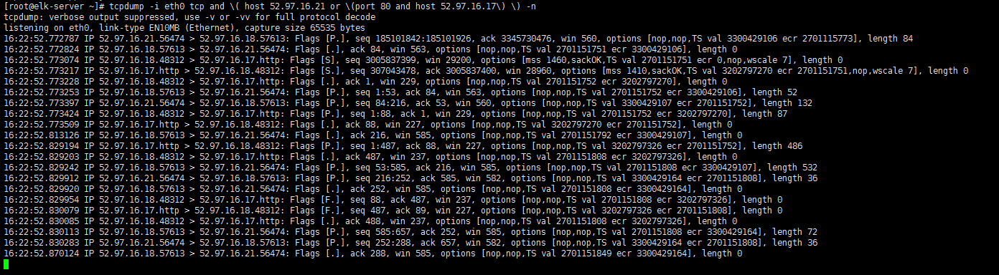 [root@elk-server ~]# tcpdump -i eth0 tcp and \( host 52.97.16.21 or \(port 80 and host 52.97.16.17\) \) -n
tcpdump: verbose output suppressed, use -v or -vv for full protocol decode
listening on eth0, link-type EN10MB (Ethernet), capture size 65535 bytes
16:22:52.772787 IP 52.97.16.21.56474 > 52.97.16.18.57613: Flags [P.], seq 185101842:185101926, ack 3345730476, win 560, options [nop,nop,TS val 3300429106 ecr 2701115773], length 84
16:22:52.772824 IP 52.97.16.18.57613 > 52.97.16.21.56474: Flags [.], ack 84, win 563, options [nop,nop,TS val 2701151751 ecr 3300429106], length 0
16:22:52.773074 IP 52.97.16.18.48312 > 52.97.16.17.http: Flags [S], seq 3005837399, win 29200, options [mss 1460,sackOK,TS val 2701151751 ecr 0,nop,wscale 7], length 0
16:22:52.773217 IP 52.97.16.17.http > 52.97.16.18.48312: Flags [S.], seq 307043478, ack 3005837400, win 28960, options [mss 1410,sackOK,TS val 3202797270 ecr 2701151751,nop,wscale 7], length 0
16:22:52.773228 IP 52.97.16.18.48312 > 52.97.16.17.http: Flags [.], ack 1, win 229, options [nop,nop,TS val 2701151752 ecr 3202797270], length 0
16:22:52.773253 IP 52.97.16.18.57613 > 52.97.16.21.56474: Flags [P.], seq 1:53, ack 84, win 563, options [nop,nop,TS val 2701151752 ecr 3300429106], length 52
16:22:52.773397 IP 52.97.16.21.56474 > 52.97.16.18.57613: Flags [P.], seq 84:216, ack 53, win 560, options [nop,nop,TS val 3300429107 ecr 2701151752], length 132
16:22:52.773424 IP 52.97.16.18.48312 > 52.97.16.17.http: Flags [P.], seq 1:88, ack 1, win 229, options [nop,nop,TS val 2701151752 ecr 3202797270], length 87
16:22:52.773509 IP 52.97.16.17.http > 52.97.16.18.48312: Flags [.], ack 88, win 227, options [nop,nop,TS val 3202797270 ecr 2701151752], length 0
16:22:52.813126 IP 52.97.16.18.57613 > 52.97.16.21.56474: Flags [.], ack 216, win 585, options [nop,nop,TS val 2701151792 ecr 3300429107], length 0
16:22:52.829194 IP 52.97.16.17.http > 52.97.16.18.48312: Flags [P.], seq 1:487, ack 88, win 227, options [nop,nop,TS val 3202797326 ecr 2701151752], length 486
16:22:52.829203 IP 52.97.16.18.48312 > 52.97.16.17.http: Flags [.], ack 487, win 237, options [nop,nop,TS val 2701151808 ecr 3202797326], length 0
16:22:52.829242 IP 52.97.16.18.57613 > 52.97.16.21.56474: Flags [P.], seq 53:585, ack 216, win 585, options [nop,nop,TS val 2701151808 ecr 3300429107], length 532
16:22:52.829912 IP 52.97.16.21.56474 > 52.97.16.18.57613: Flags [P.], seq 216:252, ack 585, win 582, options [nop,nop,TS val 3300429164 ecr 2701151808], length 36
16:22:52.829920 IP 52.97.16.18.57613 > 52.97.16.21.56474: Flags [.], ack 252, win 585, options [nop,nop,TS val 2701151808 ecr 3300429164], length 0
16:22:52.829954 IP 52.97.16.18.48312 > 52.97.16.17.http: Flags [F.], seq 88, ack 487, win 237, options [nop,nop,TS val 2701151808 ecr 3202797326], length 0
16:22:52.830079 IP 52.97.16.17.http > 52.97.16.18.48312: Flags [F.], seq 487, ack 89, win 227, options [nop,nop,TS val 3202797326 ecr 2701151808], length 0
16:22:52.830085 IP 52.97.16.18.48312 > 52.97.16.17.http: Flags [.], ack 488, win 237, options [nop,nop,TS val 2701151808 ecr 3202797326], length 0
16:22:52.830113 IP 52.97.16.18.57613 > 52.97.16.21.56474: Flags [P.], seq 585:657, ack 252, win 585, options [nop,nop,TS val 2701151808 ecr 3300429164], length 72
16:22:52.830283 IP 52.97.16.21.56474 > 52.97.16.18.57613: Flags [P.], seq 252:288, ack 657, win 582, options [nop,nop,TS val 3300429164 ecr 2701151808], length 36
16:22:52.870124 IP 52.97.16.18.57613 > 52.97.16.21.56474: Flags [.], ack 288, win 585, options [nop,nop,TS val 2701151849 ecr 3300429164], length 0